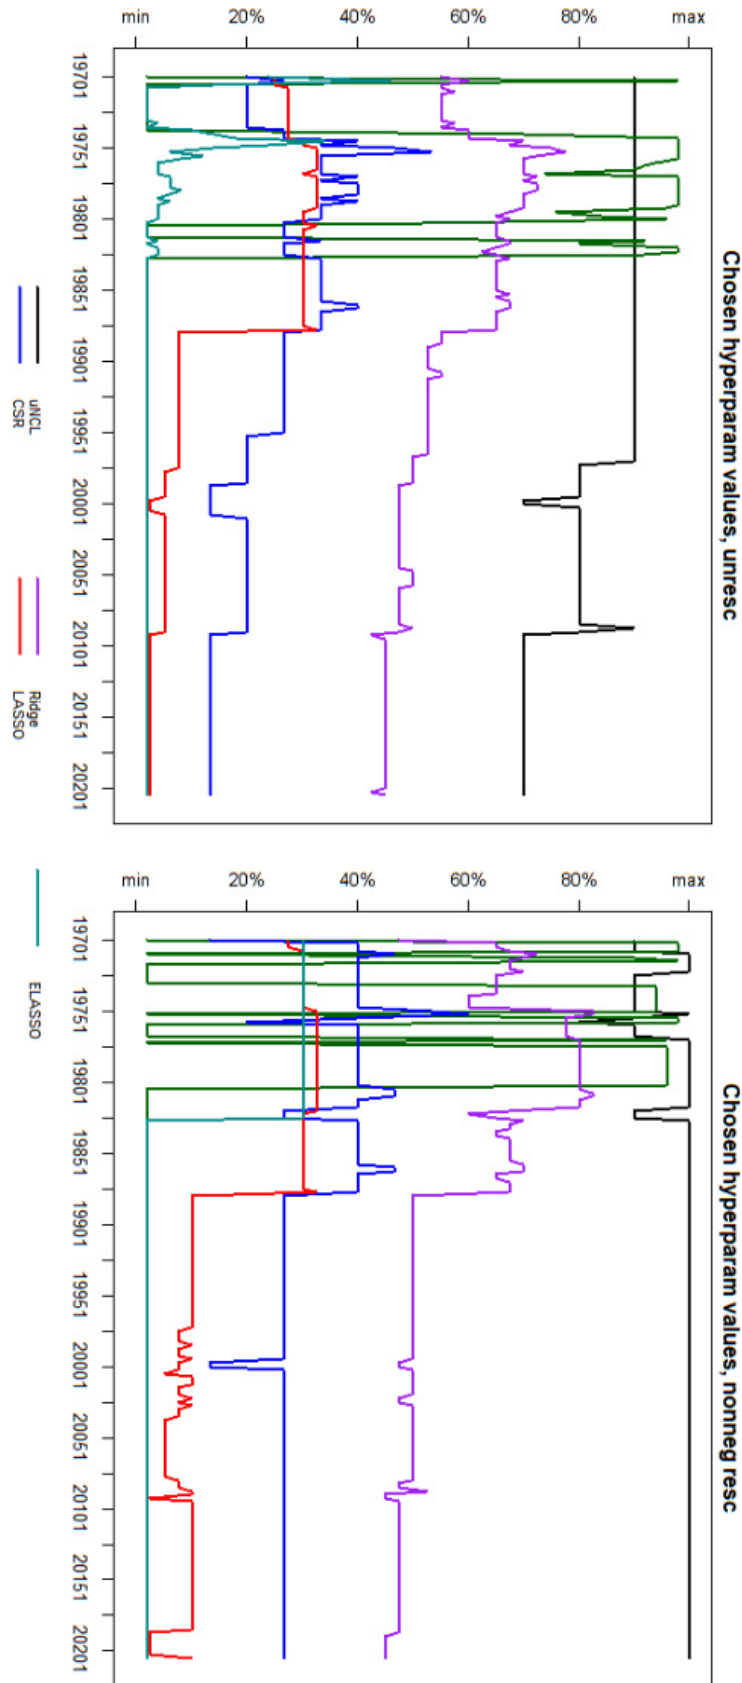 Chosen hyperparam values, unresc
max
80%
60%
40%
20%
min
19701
19751
19801
19851
19901
19951
20001
20051
20101
20151
20201
uNCL
CSR
Ridge
LASSO
ELASSO
Chosen hyperparam values, nonneg resc
max
80%
60%
40%
20%
min
19701
19751
19801
19851
19901
19951
20001
20051
20101
20151
20201